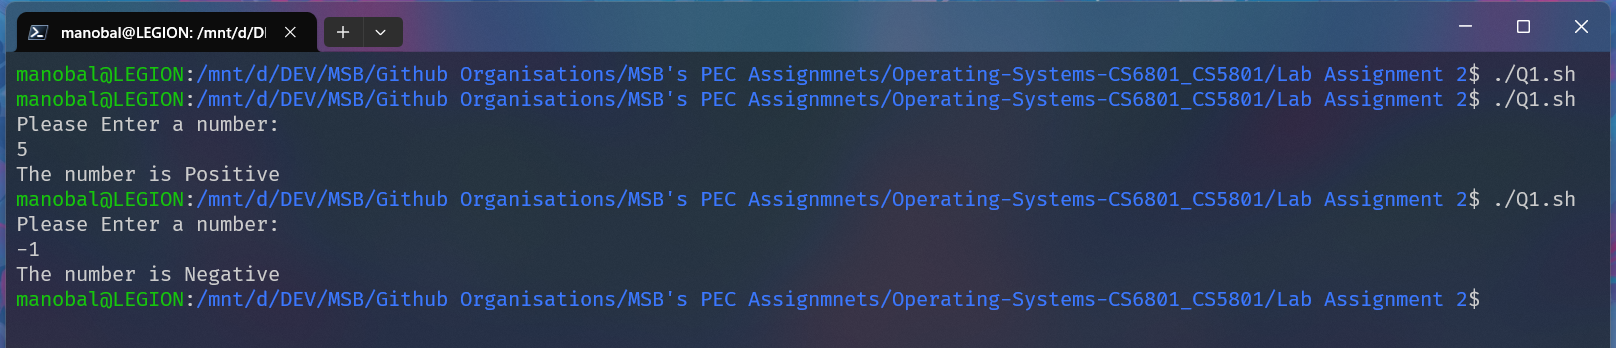 manobal@LEGION: /mnt/d/DE
manobal@LEGION:/mnt/d/DEV/MSB/Github Organisations/MSB's PEC Assignmnets/Operating-Systems-CS6801_CS5801/Lab Assignment 2$ ./Q1.sh
manobal@LEGION:/mnt/d/DEV/MSB/Github Organisations/MSB's PEC Assignmnets/Operating-Systems-CS6801_CS5801/Lab Assignment 2$ ./Q1.sh
Please Enter a number:
5
The number is Positive
manobal@LEGION:/mnt/d/DEV/MSB/Github Organisations/MSB's PEC Assignmnets/Operating-Systems-CS6801_CS5801/Lab Assignment 2$ ./Q1.sh
Please Enter a number:
-1
The number is Negative
manobal@LEGION:/mnt/d/DEV/MSB/Github Organisations/MSB's PEC Assignmnets/Operating-Systems-CS6801_CS5801/Lab Assignment 2$